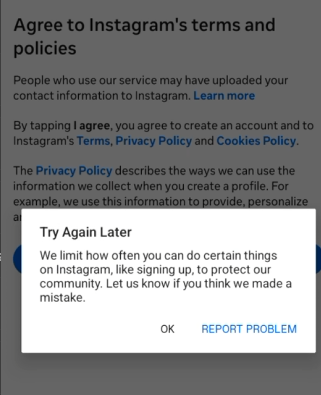 Agree to Instagram's terms and
policies
People who use our service may have uploaded your
contact information to Instagram. Learn more
By tapping I agree, you agree to create an account and to
Instagram's Terms, Privacy Policy and Cookies Policy.
The Privacy Policy describes the ways we can use the
information we collect when you create a profile. For
example, we use this information to provide, personalize
Try Again Later
We limit how often you can do certain things
on Instagram, like signing up, to protect our
community. Let us know if you think we made a
mistake.
OK REPORT PROBLEM